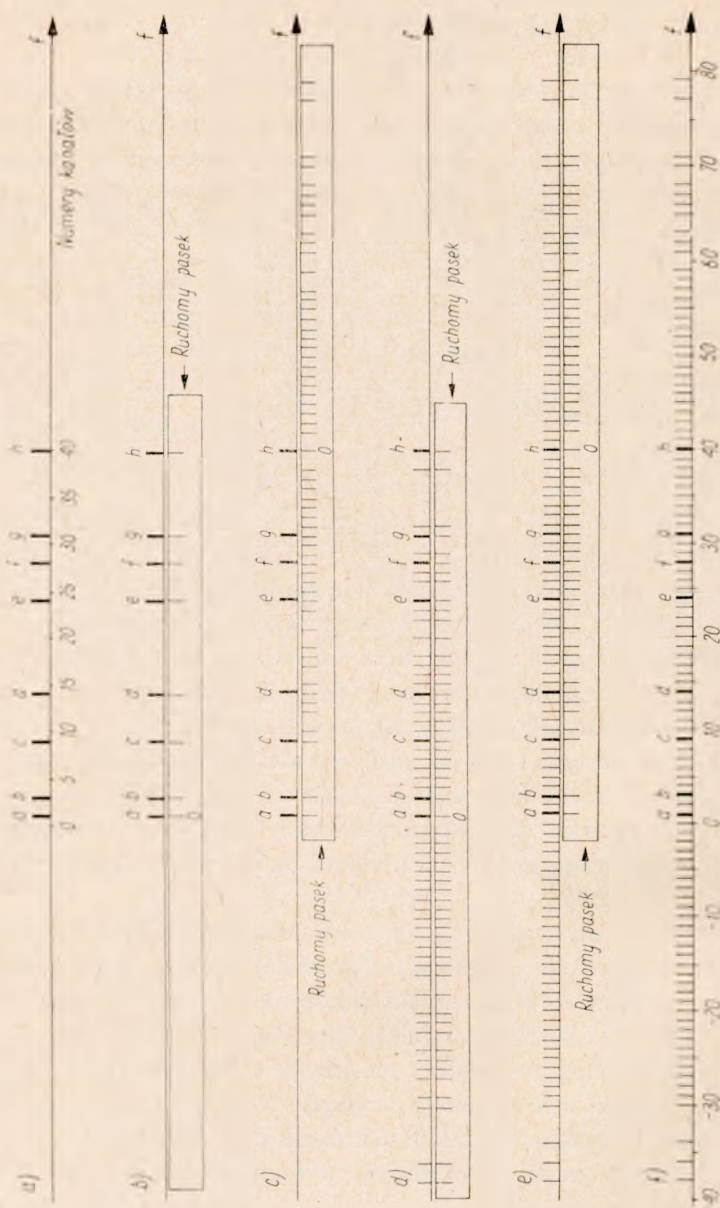 a)
a b c d e f g h
f
0 5 10 15 20 25 30 35 40
Numery kanałów
b)
a b c d e f g h
f
0
Ruchomy pasek
c)
a b c d e f g h
f
0
Ruchomy pasek
d)
a b c d e f g h
f
0
Ruchomy pasek
e)
a b c d e f g h
f
0
Ruchomy pasek
f)
a b c d e f g h
f
-40 -30 -20 -10 0 10 20 30 40 50 60 70 80